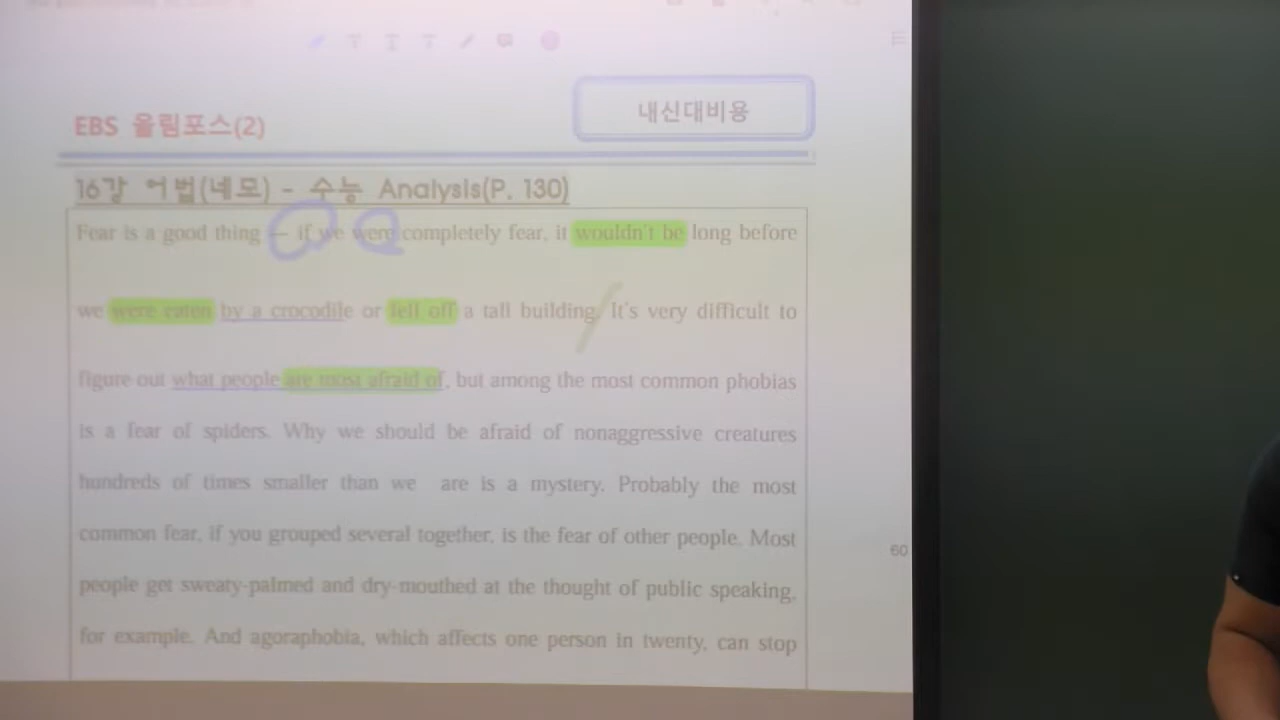 EBS 올림포스(2)
내신대비용
16강 어법(네모) - 수능 Analysis(P. 130)
Fear is a good thing — if we were completely fear, it wouldn't be long before
we were eaten by a crocodile or fell off a tall building. It's very difficult to
figure out what people are most afraid of, but among the most common phobias
is a fear of spiders. Why we should be afraid of nonaggressive creatures
hundreds of times smaller than we are is a mystery. Probably the most
common fear, if you grouped several together, is the fear of other people. Most
60
people get sweaty-palmed and dry-mouthed at the thought of public speaking,
for example. And agoraphobia, which affects one person in twenty, can stop